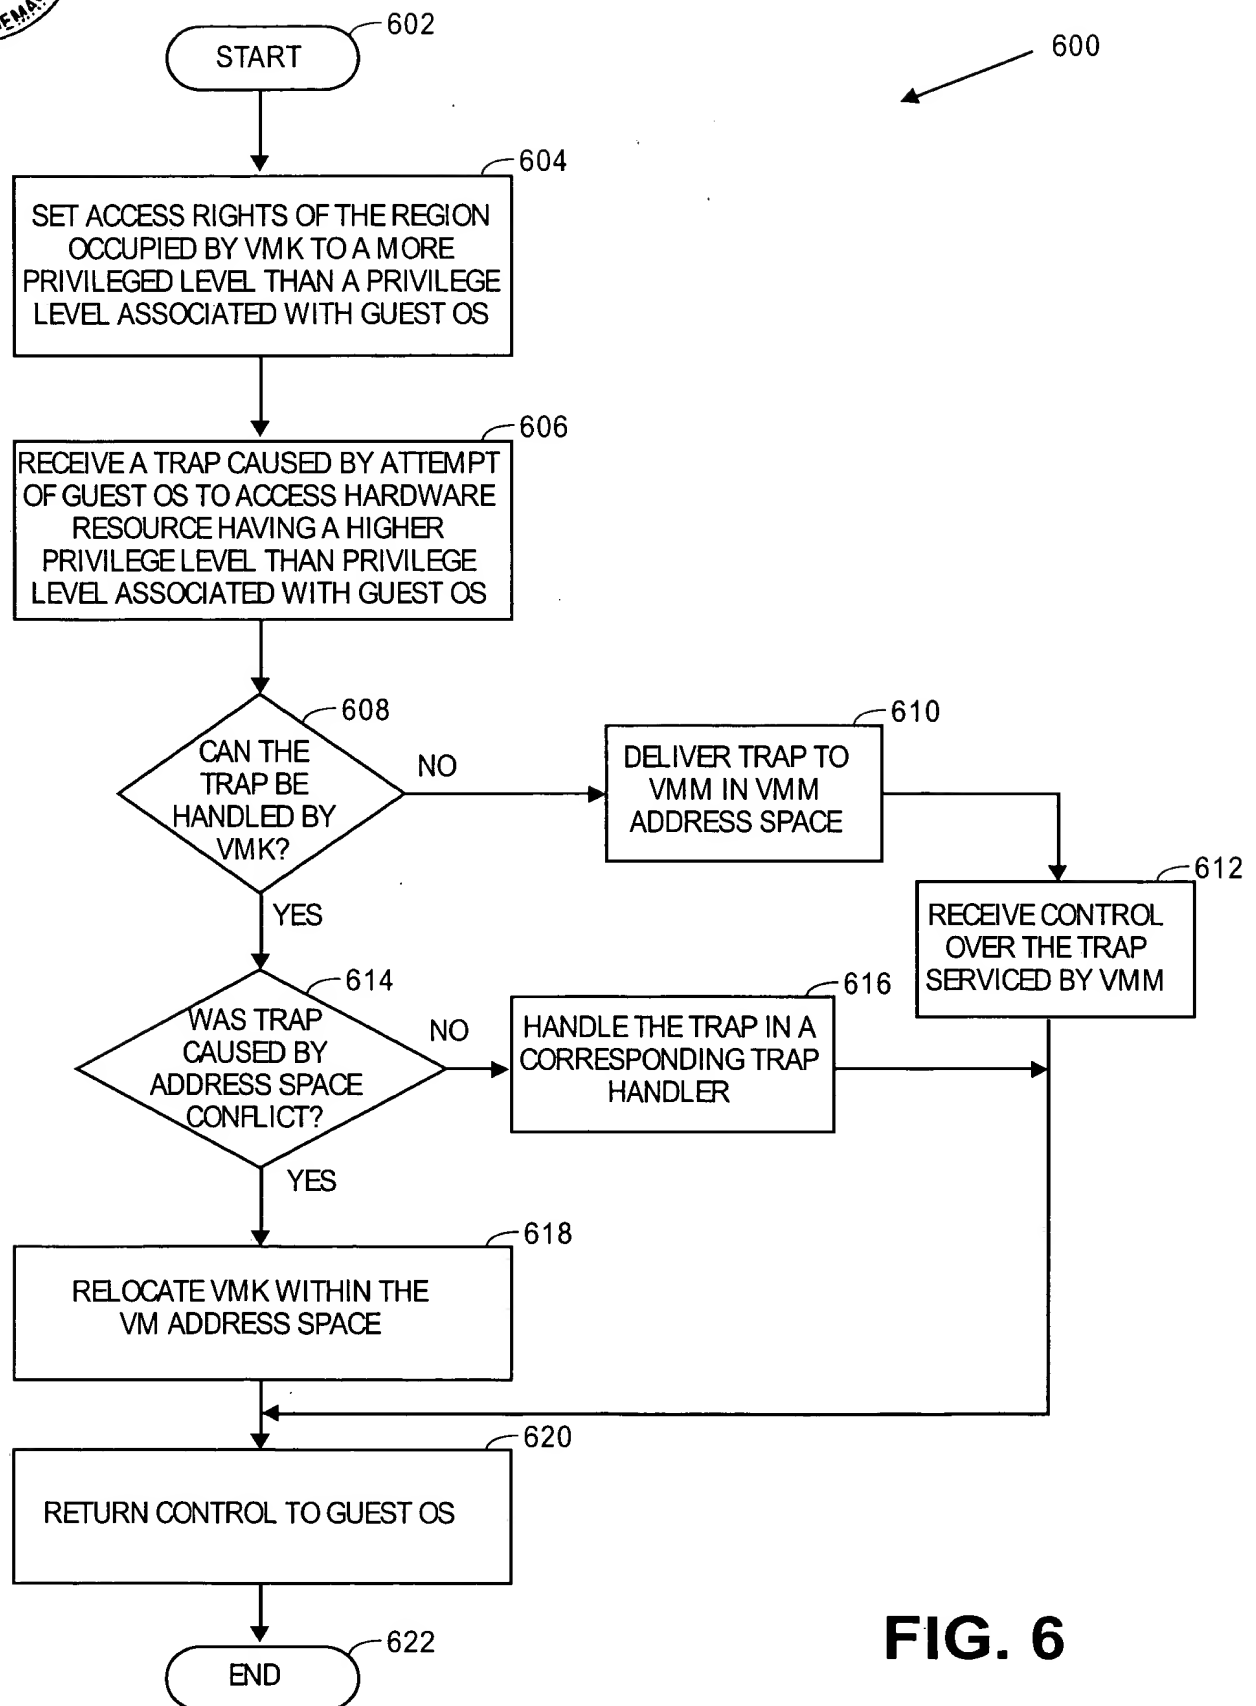 602
START
600
604
SET ACCESS RIGHTS OF THE REGION
OCCUPIED BY VMK TO A MORE
PRIVILEGED LEVEL THAN A PRIVILEGE
LEVEL ASSOCIATED WITH GUEST OS
606
RECEIVE A TRAP CAUSED BY ATTEMPT
OF GUEST OS TO ACCESS HARDWARE
RESOURCE HAVING A HIGHER
PRIVILEGE LEVEL THAN PRIVILEGE
LEVEL ASSOCIATED WITH GUEST OS
608
CAN THE
TRAP BE
HANDLED BY
VMK?
NO
YES
610
DELIVER TRAP TO
VMM IN VMM
ADDRESS SPACE
612
RECEIVE CONTROL
OVER THE TRAP
SERVICED BY VMM
614
WAS TRAP
CAUSED BY
ADDRESS SPACE
CONFLICT?
NO
YES
616
HANDLE THE TRAP IN A
CORRESPONDING TRAP
HANDLER
618
RELOCATE VMK WITHIN THE
VM ADDRESS SPACE
620
RETURN CONTROL TO GUEST OS
622
END
FIG. 6